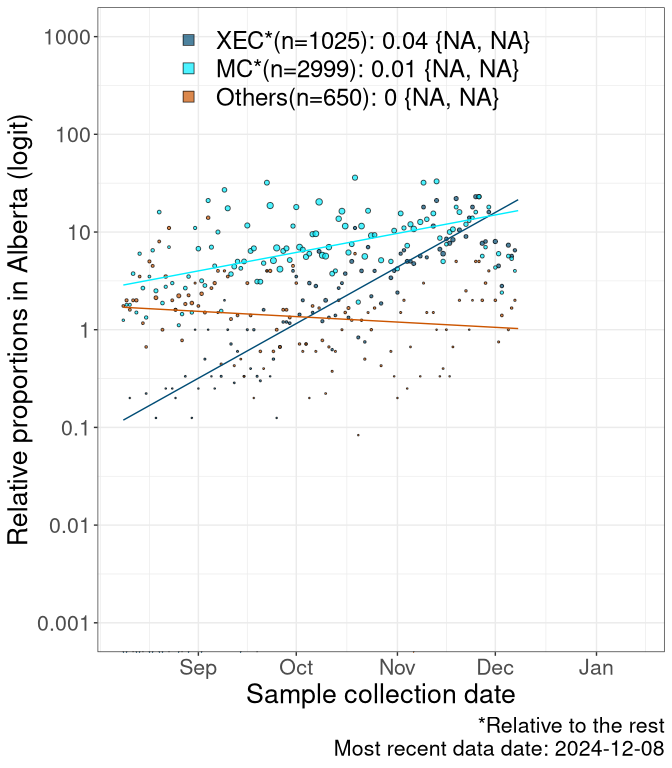 XEC*(n=1025): 0.04 {NA, NA}
MC*(n=2999): 0.01 {NA, NA}
Others(n=650): 0 {NA, NA}
Relative proportions in Alberta (logit)
1000
100
10
1
0.1
0.01
0.001
Sep Oct Nov Dec Jan
Sample collection date
*Relative to the rest
Most recent data date: 2024-12-08